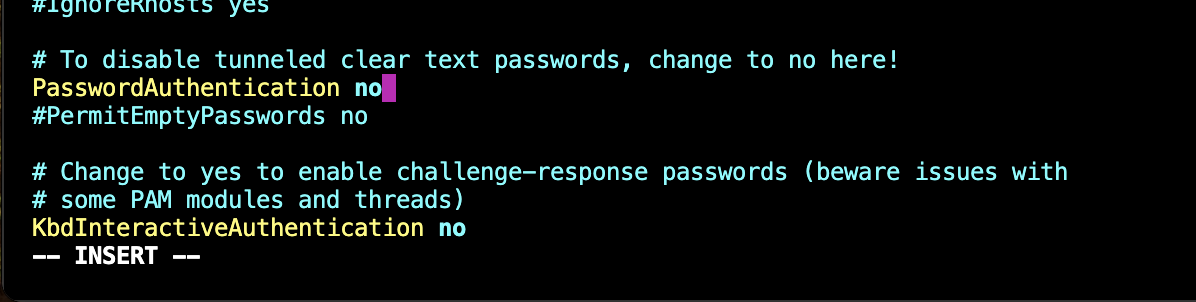 #IgnoreRhosts yes
# To disable tunneled clear text passwords, change to no here!
PasswordAuthentication no
#PermitEmptyPasswords no
# Change to yes to enable challenge-response passwords (beware issues with
# some PAM modules and threads)
KbdInteractiveAuthentication no
-- INSERT --